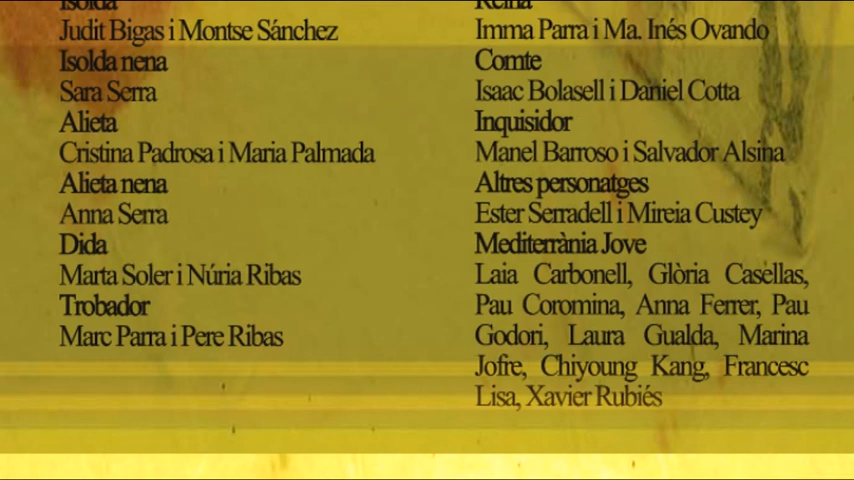 Isolda
Judit Bigas i Montse Sánchez
Isolda nena
Sara Serra
Alieta
Cristina Padrosa i Maria Palmada
Alieta nena
Anna Serra
Dida
Marta Soler i Núria Ribas
Trobador
Marc Parra i Pere Ribas
Reina
Imma Parra i Ma. Inés Ovando
Comte
Isaac Bolasell i Daniel Cotta
Inquisidor
Manel Barroso i Salvador Alsina
Altres personatges
Ester Serradell i Mireia Custey
Mediterrània Jove
Laia Carbonell, Glòria Casellas,
Pau Coromina, Anna Ferrer, Pau
Godori, Laura Gualda, Marina
Jofre, Chiyoung Kang, Francesc
Lisa, Xavier Rubiés